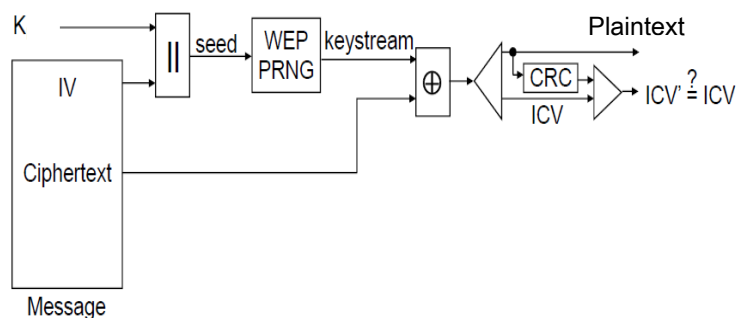 K
IV
Ciphertext
Message
||
seed
WEP
PRNG
keystream
⊕
Plaintext
CRC
ICV
ICV' ≟ ICV